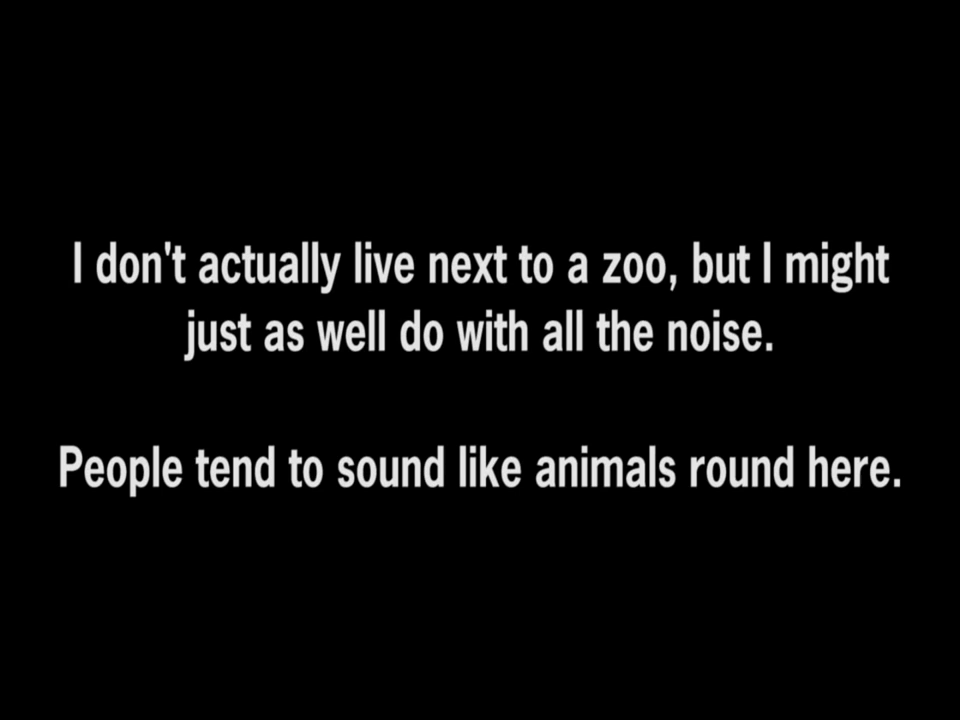 I don't actually live next to a zoo, but I might
just as well do with all the noise.
People tend to sound like animals round here.